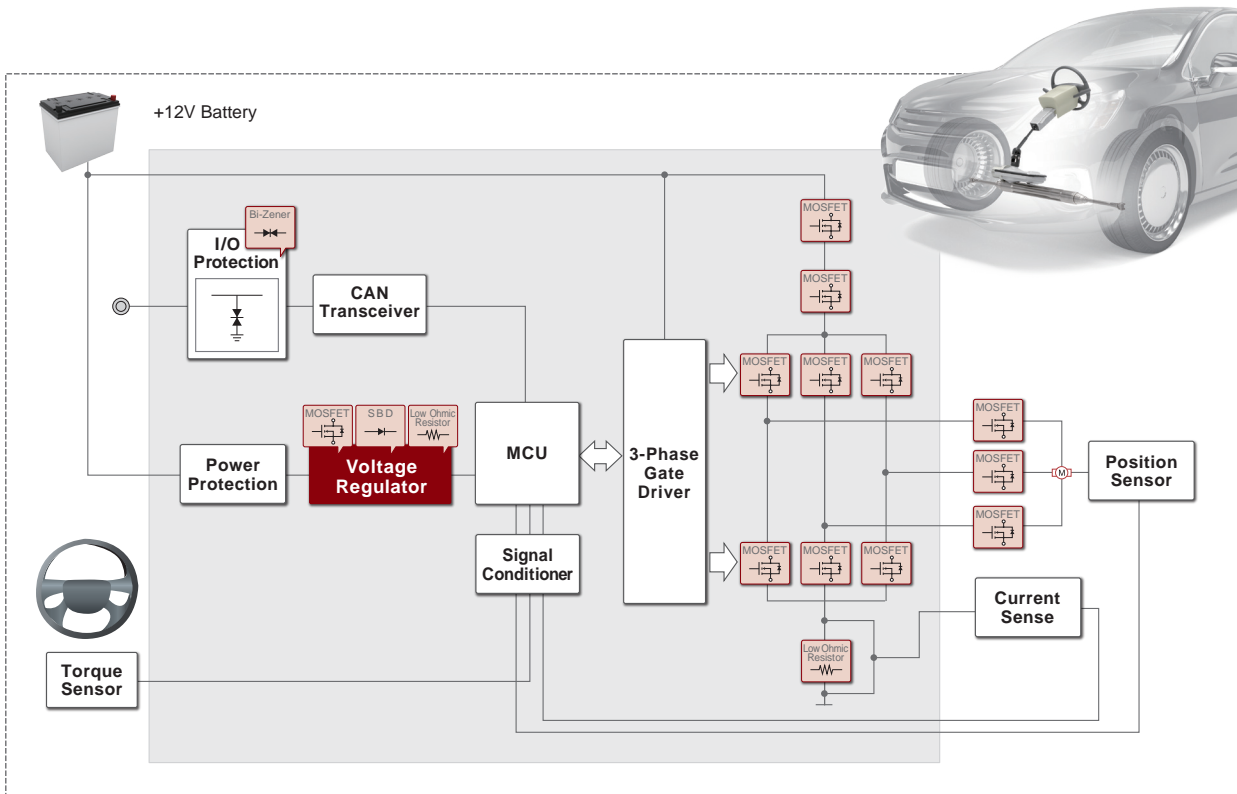 +12V Battery
MOSFET
Bi-Zener
I/O
Protection
MOSFET
CAN
Transceiver
MOSFET
MOSFET
MOSFET
MOSFET
SBD
Low Ohmic
Resistor
MCU
3-Phase
Gate
Driver
MOSFET
Power
Protection
Voltage
Regulator
MOSFET
M
Position
Sensor
MOSFET
Signal
Conditioner
MOSFET
MOSFET
MOSFET
Current
Sense
Low Ohmic
Resistor
Torque
Sensor